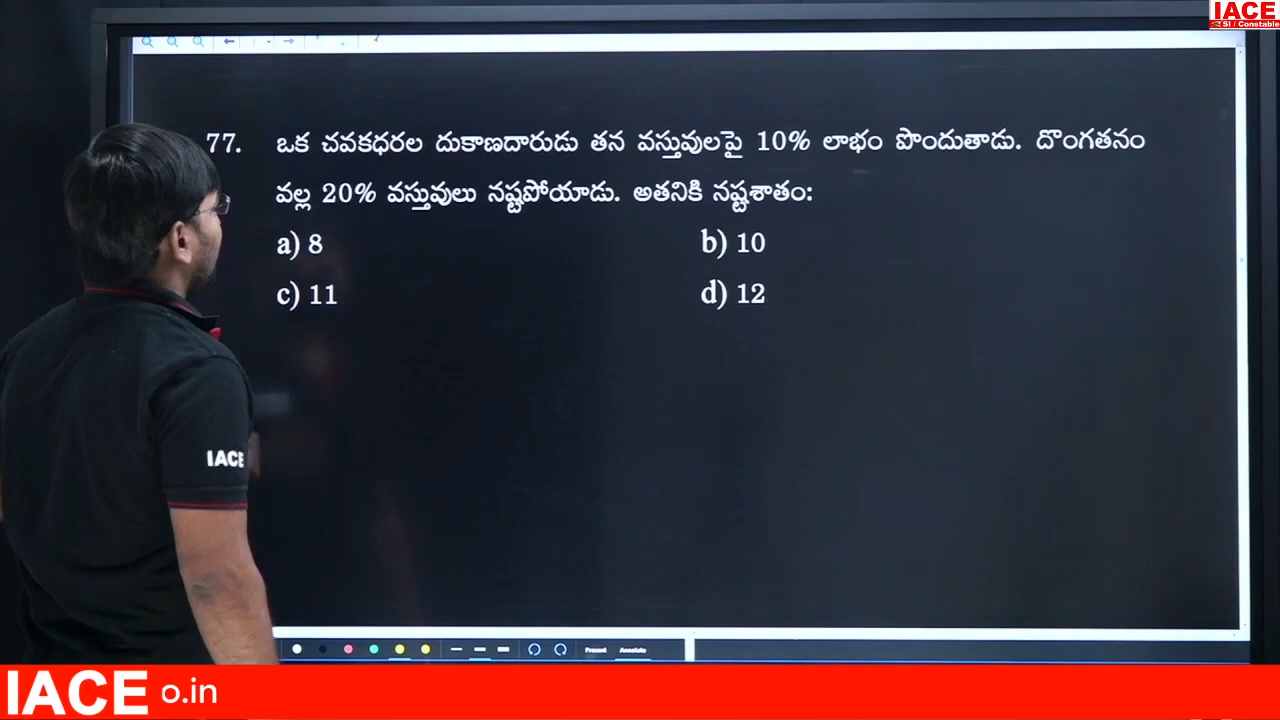 IACE
SI / Constable
77. ఒక చవకధరల దుకాణదారుడు తన వస్తువులపై 10% లాభం పొందుతాడు. దొంగతనం
వల్ల 20% వస్తువులు నష్టపోయాడు. అతనికి నష్టశాతం:
a) 8 b) 10
c) 11 d) 12
IACE
Present Annotate
IACE o.in